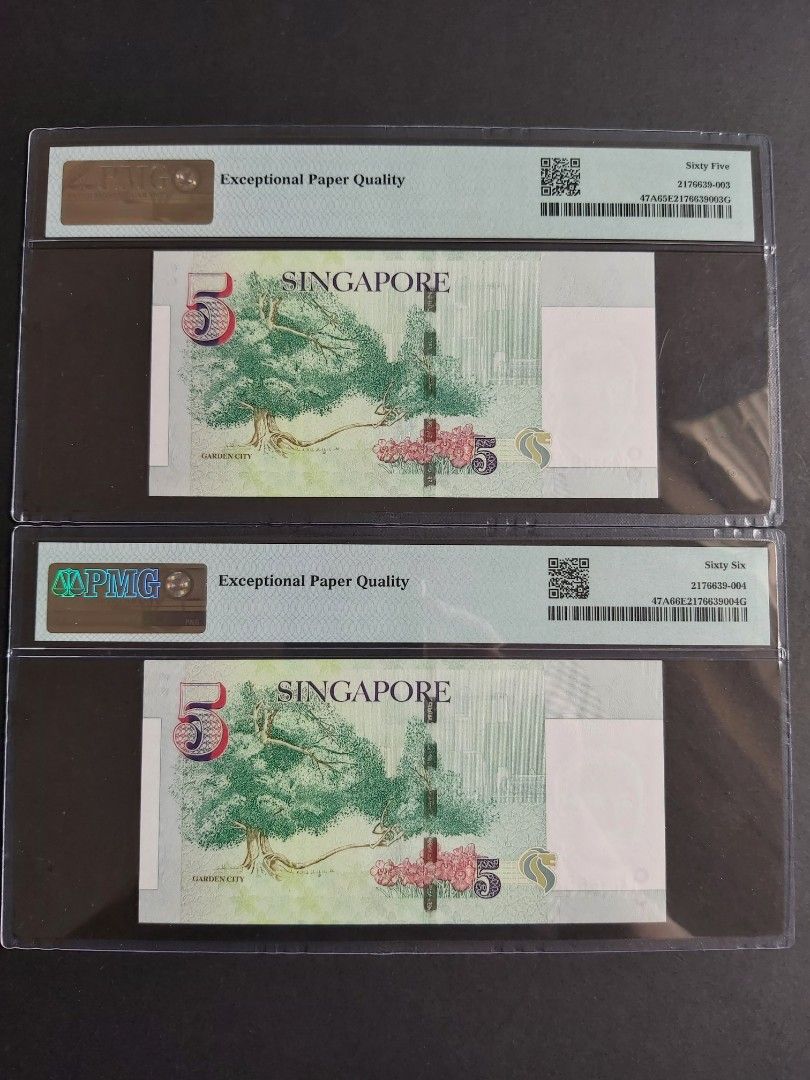 PMG
Exceptional Paper Quality
Sixty Five
2176639-003
47A65E2176639003G
5
SINGAPORE
GARDEN CITY
5
PMG
Exceptional Paper Quality
Sixty Six
2176639-004
47A66E2176639004G
5
SINGAPORE
GARDEN CITY
5